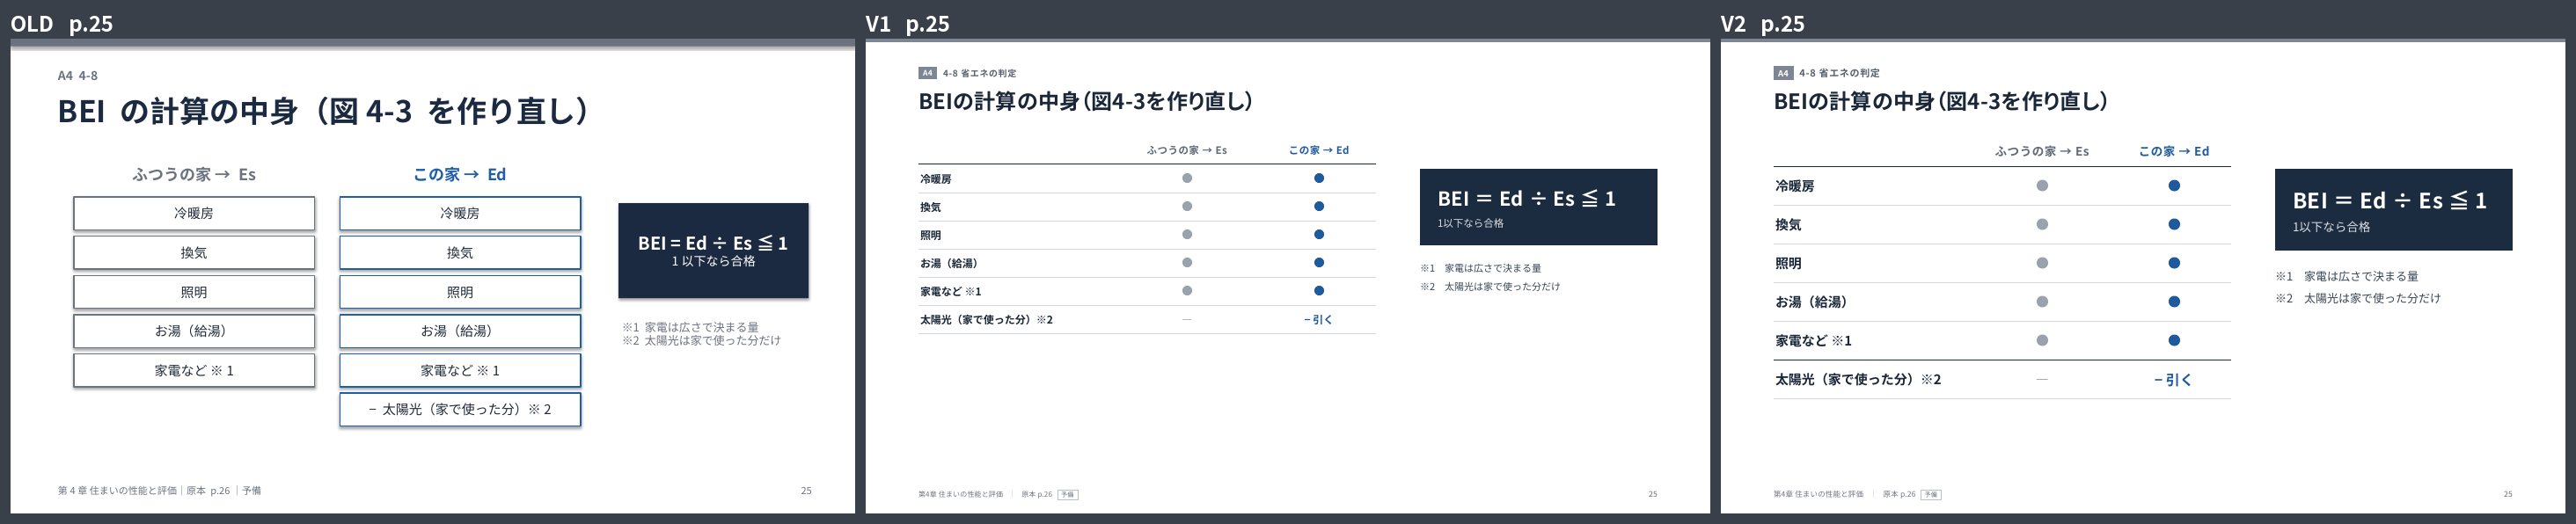 OLD p.25
A4 4-8
BEI の計算の中身（図 4-3 を作り直し）
ふつうの家 → Es
この家 → Ed
冷暖房
冷暖房
換気
換気
照明
照明
お湯（給湯）
お湯（給湯）
家電など ※ 1
家電など ※ 1
− 太陽光（家で使った分）※ 2
BEI = Ed ÷ Es ≦ 1
1 以下なら合格
※1 家電は広さで決まる量
※2 太陽光は家で使った分だけ
第 4 章 住まいの性能と評価｜原本 p.26 ｜予備
25
V1 p.25
A4 4-8 省エネの判定
BEIの計算の中身（図4-3を作り直し）
ふつうの家 → Es この家 → Ed
冷暖房
換気
照明
お湯（給湯）
家電など ※1
太陽光（家で使った分）※2 — − 引く
BEI ＝ Ed ÷ Es ≦ 1
1以下なら合格
※1 家電は広さで決まる量
※2 太陽光は家で使った分だけ
第4章 住まいの性能と評価 ｜ 原本 p.26 予備
25
V2 p.25
A4 4-8 省エネの判定
BEIの計算の中身（図4-3を作り直し）
ふつうの家 → Es この家 → Ed
冷暖房
換気
照明
お湯（給湯）
家電など ※1
太陽光（家で使った分）※2 — − 引く
BEI ＝ Ed ÷ Es ≦ 1
1以下なら合格
※1 家電は広さで決まる量
※2 太陽光は家で使った分だけ
第4章 住まいの性能と評価 ｜ 原本 p.26 予備
25